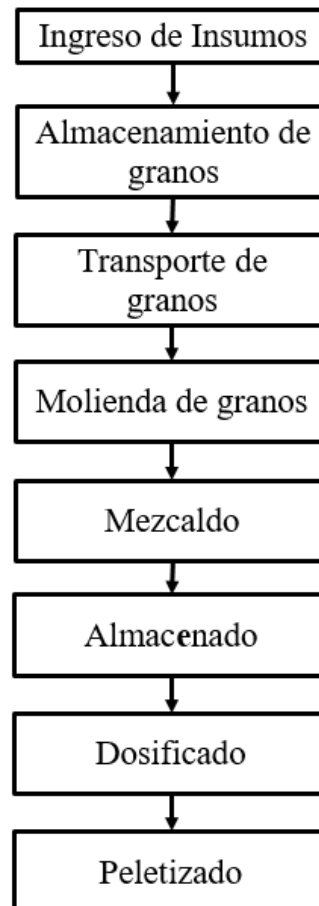 Ingreso de Insumos
Almacenamiento de
granos
Transporte de
granos
Molienda de granos
Mezcaldo
Almacenado
Dosificado
Peletizado